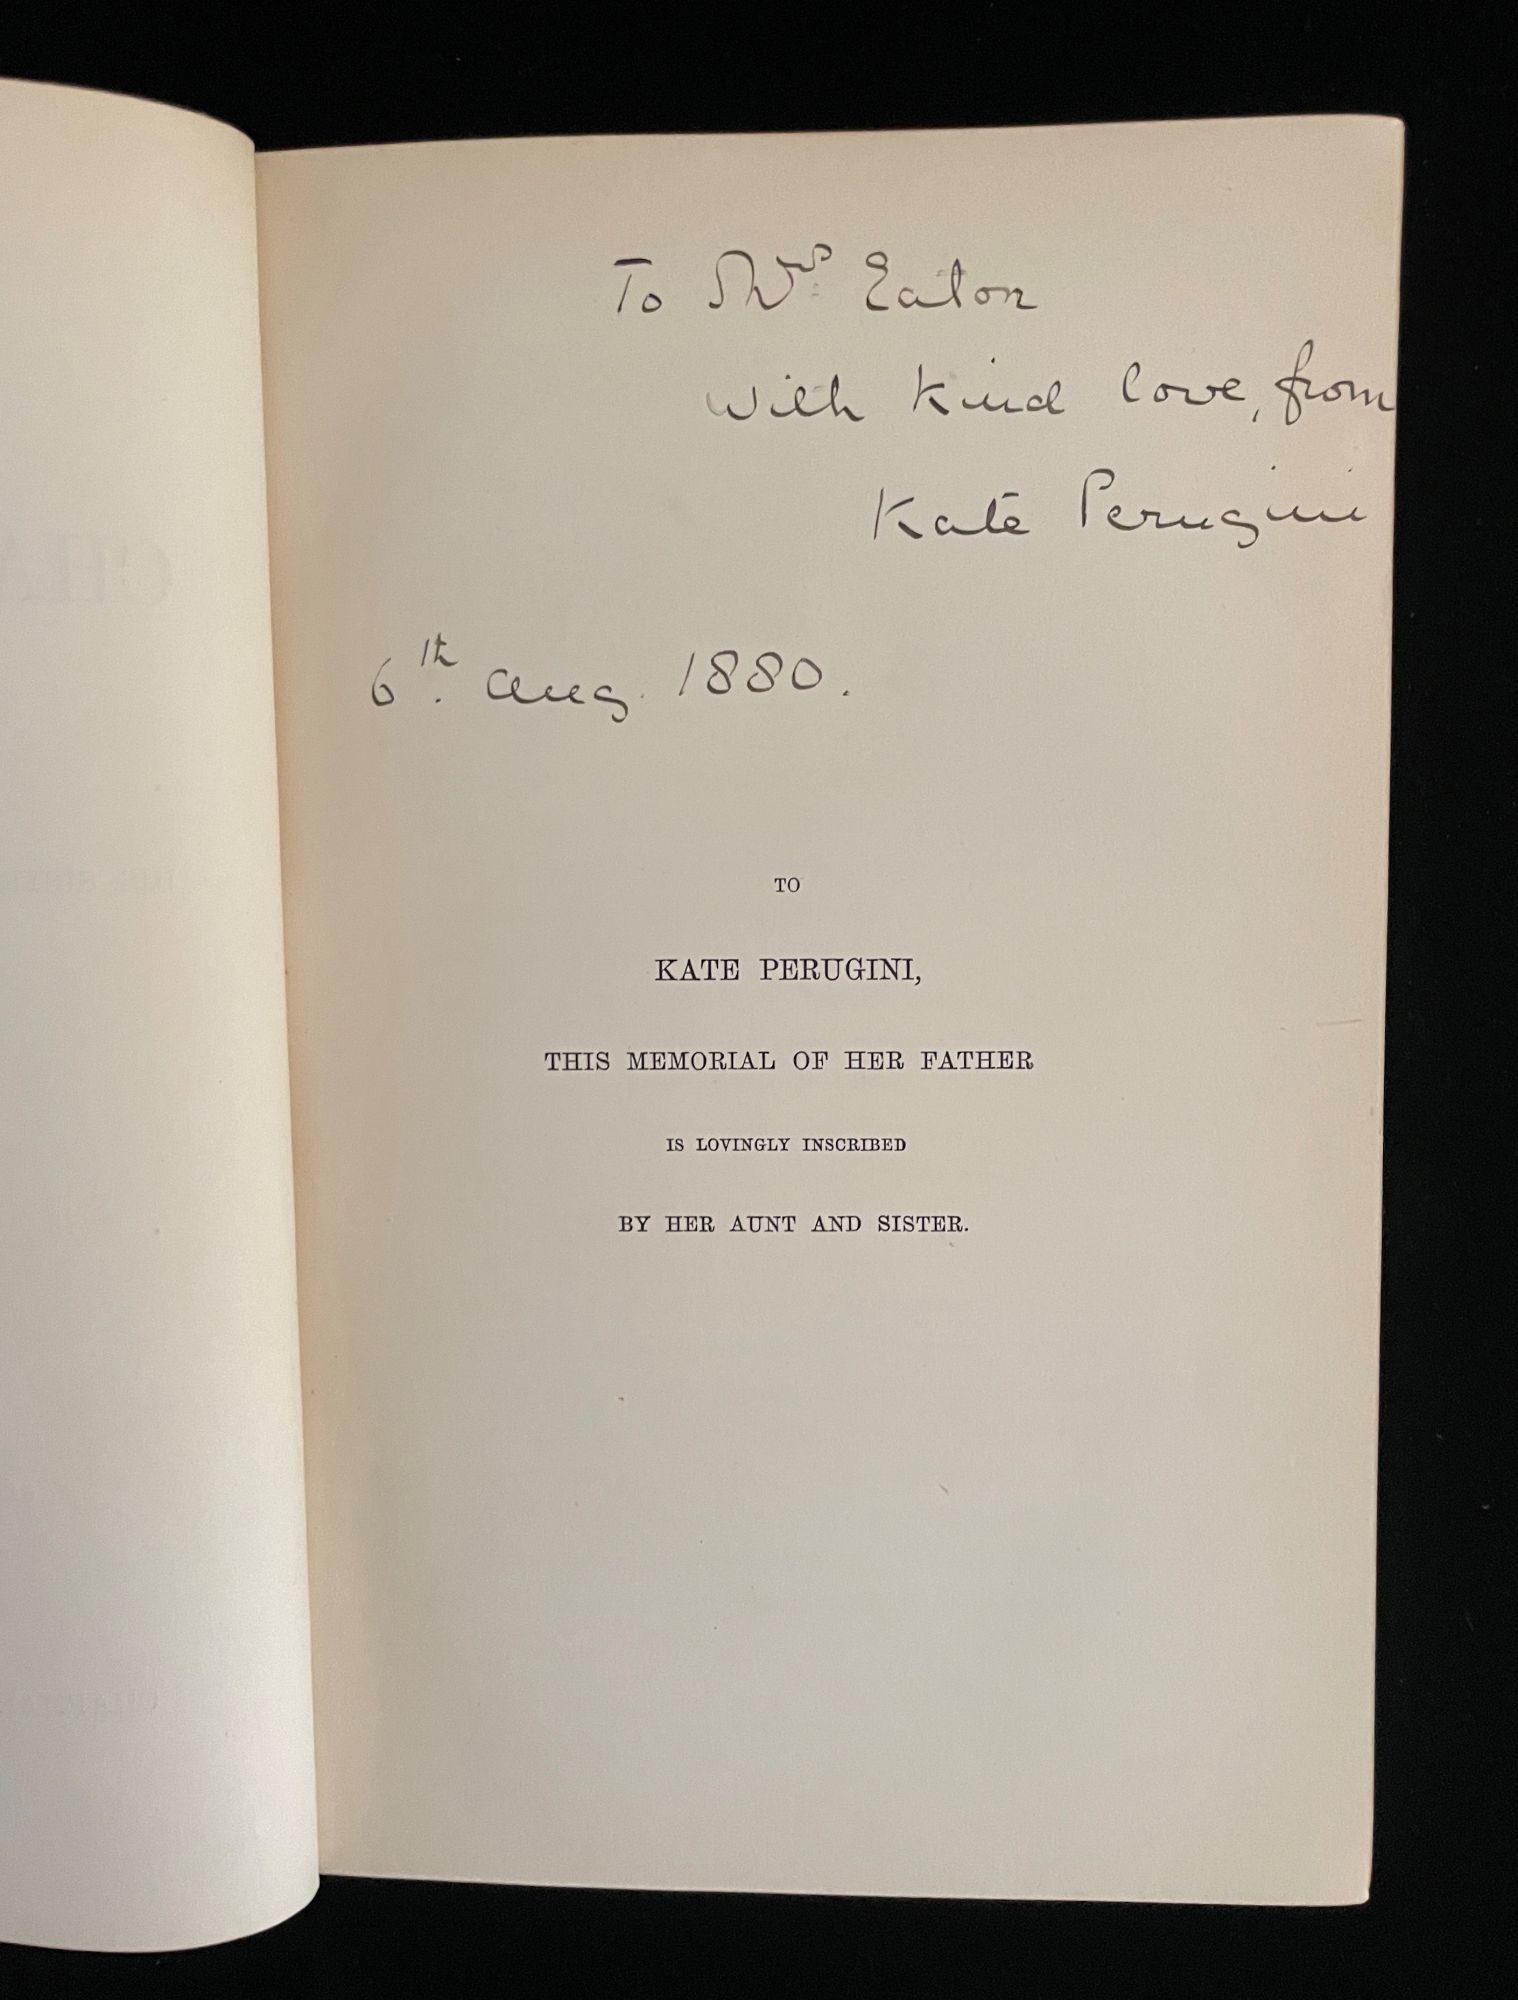 To Mrs Eaton
with kind love, from
Kate Perugini
6th. Aug. 1880.
TO
KATE PERUGINI,
THIS MEMORIAL OF HER FATHER
IS LOVINGLY INSCRIBED
BY HER AUNT AND SISTER.